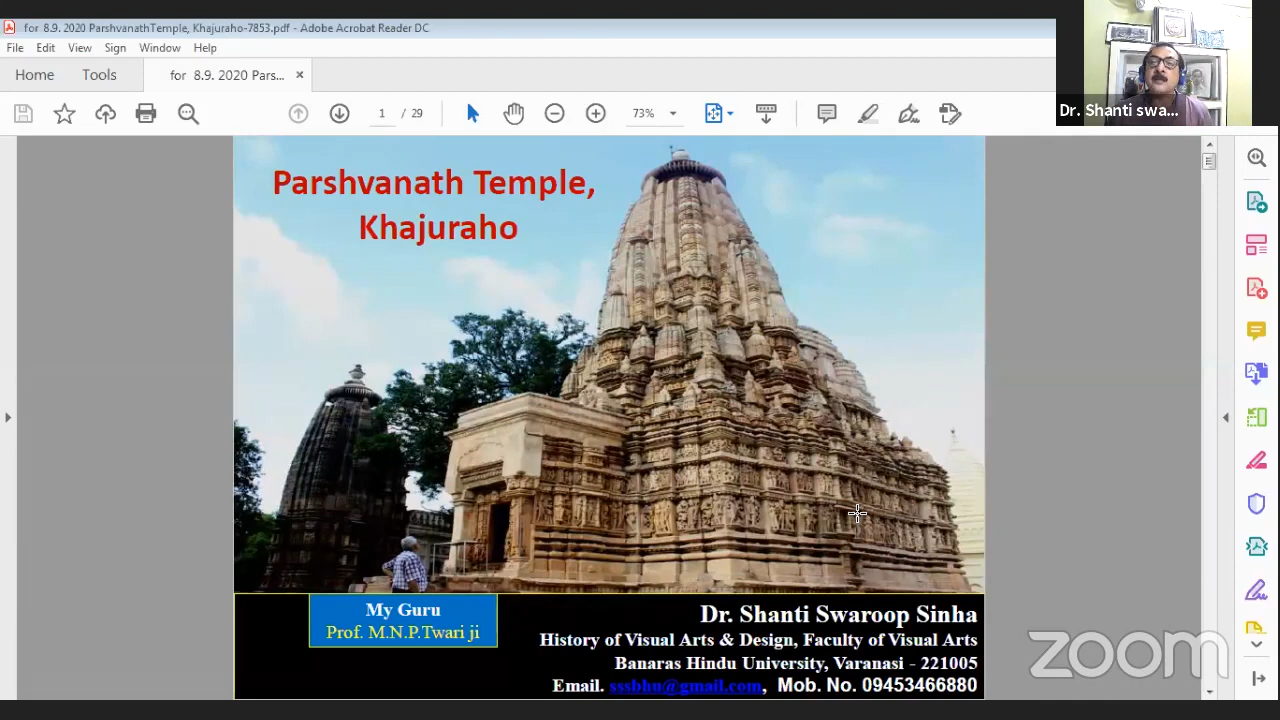 for 8.9. 2020 ParshvanathTemple, Khajuraho-7853.pdf - Adobe Acrobat Reader DC
File Edit View Sign Window Help
Home Tools for 8.9. 2020 Pars... ×
1 / 29 73%
Dr. Shanti swa...
Parshvanath Temple,
Khajuraho
My Guru
Prof. M.N.P.Twari ji
Dr. Shanti Swaroop Sinha
History of Visual Arts & Design, Faculty of Visual Arts
Banaras Hindu University, Varanasi - 221005
Email. sssbhu@gmail.com, Mob. No. 09453466880
zoom